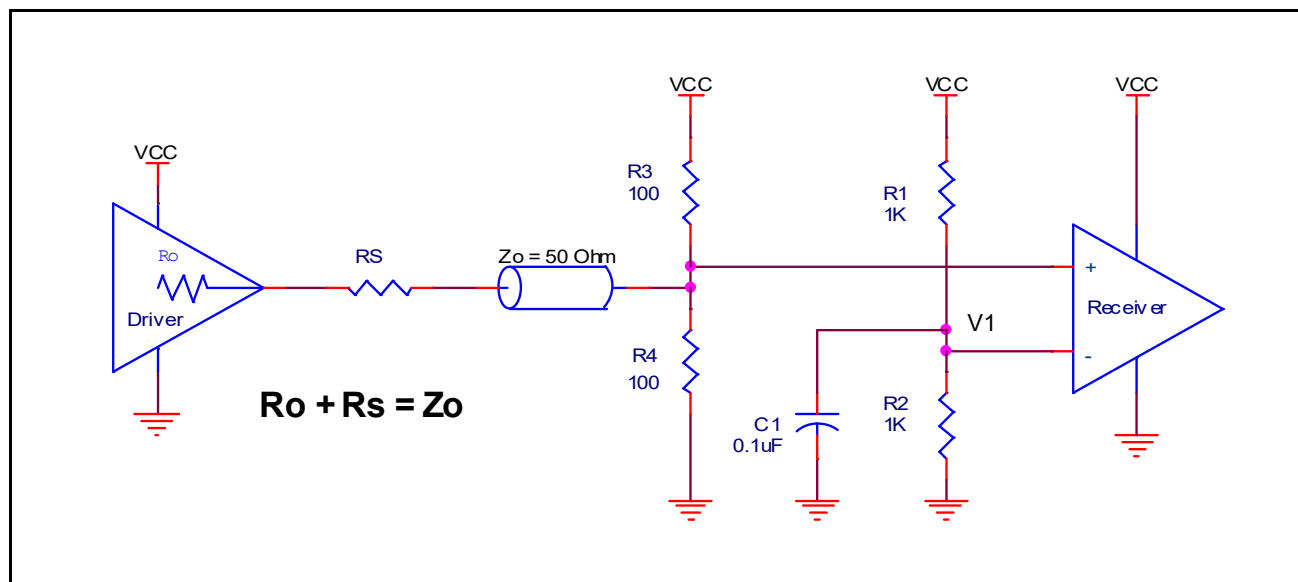 VCC
VCC
VCC
VCC
R3
100
R1
1K
Ro
RS
Zo = 50 Ohm
+
Driver
Receiver
V1
-
R4
100
Ro + Rs = Zo
R2
1K
C1
0.1uF